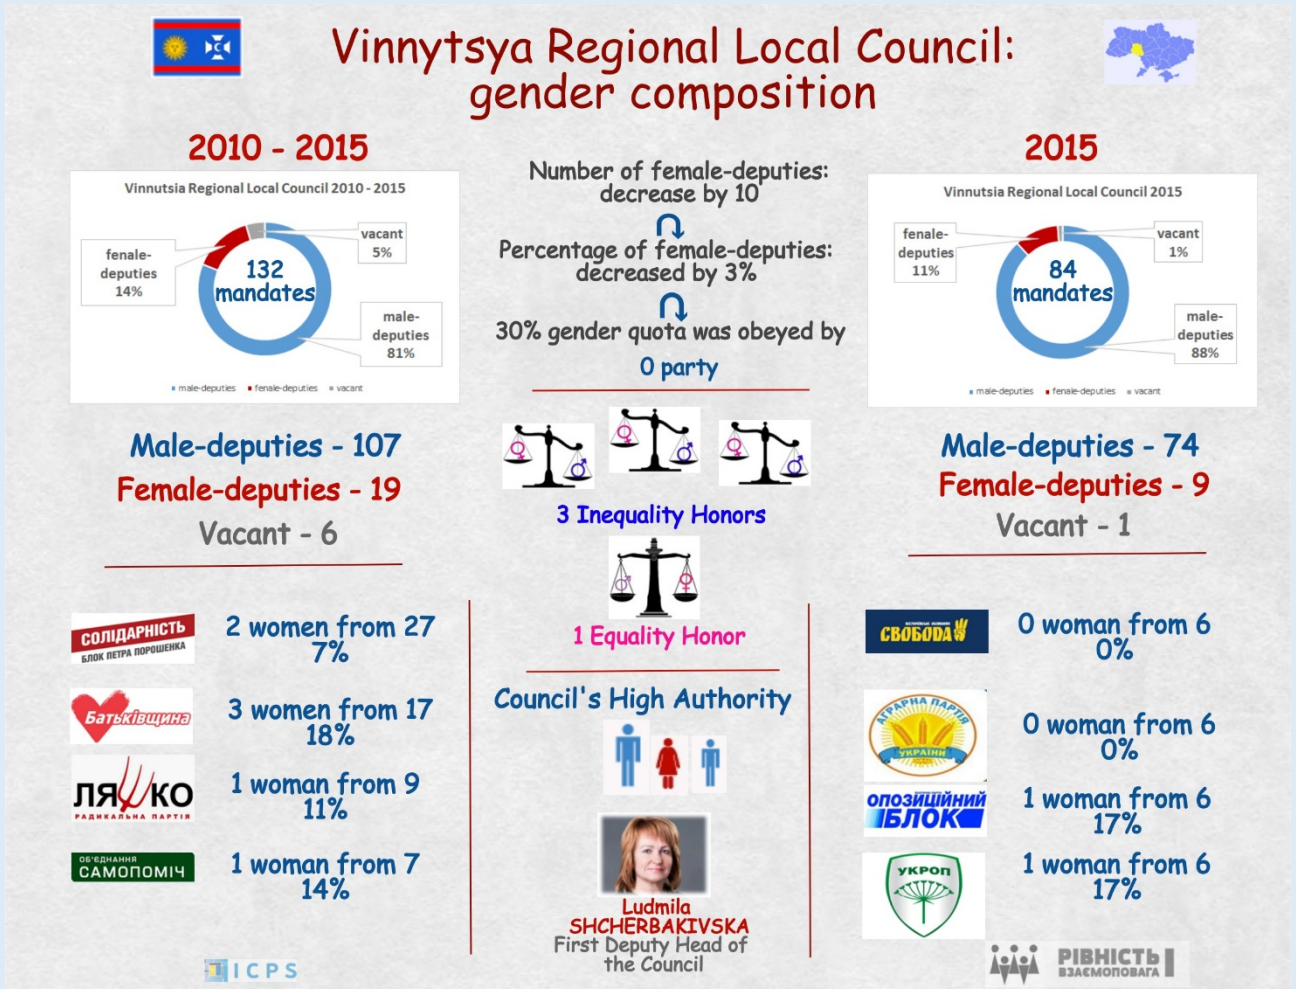 Vinnytsya Regional Local Council:
gender composition
2010 - 2015
Vinnutsia Regional Local Council 2010 - 2015
vacant
5%
fenale-
deputies
14%
132
mandates
male-
deputies
81%
male-deputies fenale-deputies vacant
Male-deputies - 107
Female-deputies - 19
Vacant - 6
Number of female-deputies:
decrease by 10
Percentage of female-deputies:
decreased by 3%
30% gender quota was obeyed by
0 party
3 Inequality Honors
1 Equality Honor
2015
Vinnutsia Regional Local Council 2015
fenale-
deputies
11%
vacant
1%
84
mandates
male-
deputies
88%
male-deputies fenale-deputies vacant
Male-deputies - 74
Female-deputies - 9
Vacant - 1
СОЛІДАРНІСТЬ
БЛОК ПЕТРА ПОРОШЕНКА
2 women from 27
7%
Батьківщина
3 women from 17
18%
ЛЯШКО
РАДИКАЛЬНА ПАРТІЯ
1 woman from 9
11%
ОБ'ЄДНАННЯ
САМОПОМІЧ
1 woman from 7
14%
Council's High Authority
Ludmila
SHCHERBAKIVSKA
First Deputy Head of
the Council
СВОБОДА
0 woman from 6
0%
АГРАРНА ПАРТІЯ
УКРАЇНИ
0 woman from 6
0%
ОПОЗИЦІЙНИЙ
БЛОК
1 woman from 6
17%
УКРОП
1 woman from 6
17%
ICPS
РІВНІСТЬ
ВЗАЄМОПОВАГА